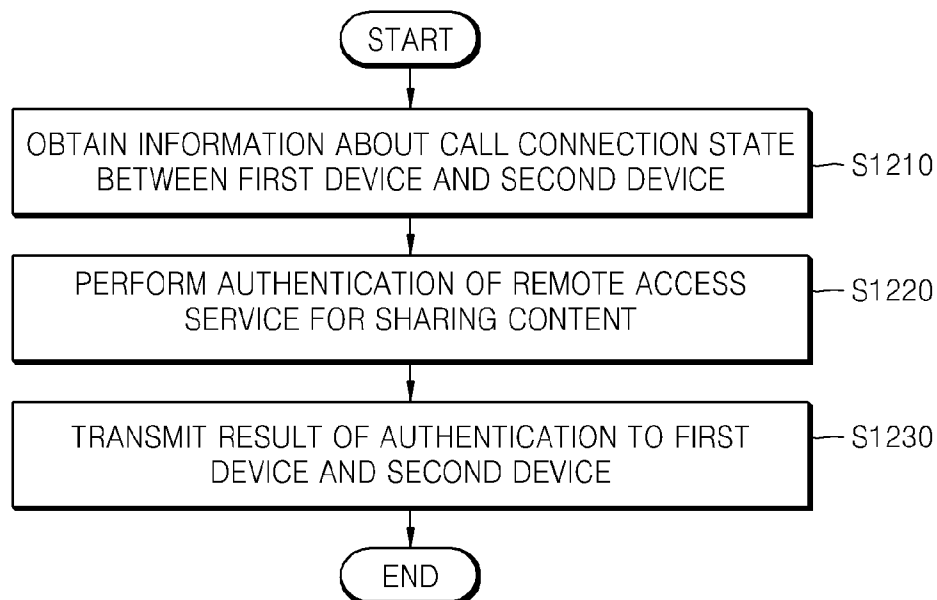 START
OBTAIN INFORMATION ABOUT CALL CONNECTION STATE
BETWEEN FIRST DEVICE AND SECOND DEVICE
S1210
PERFORM AUTHENTICATION OF REMOTE ACCESS
SERVICE FOR SHARING CONTENT
S1220
TRANSMIT RESULT OF AUTHENTICATION TO FIRST
DEVICE AND SECOND DEVICE
S1230
END